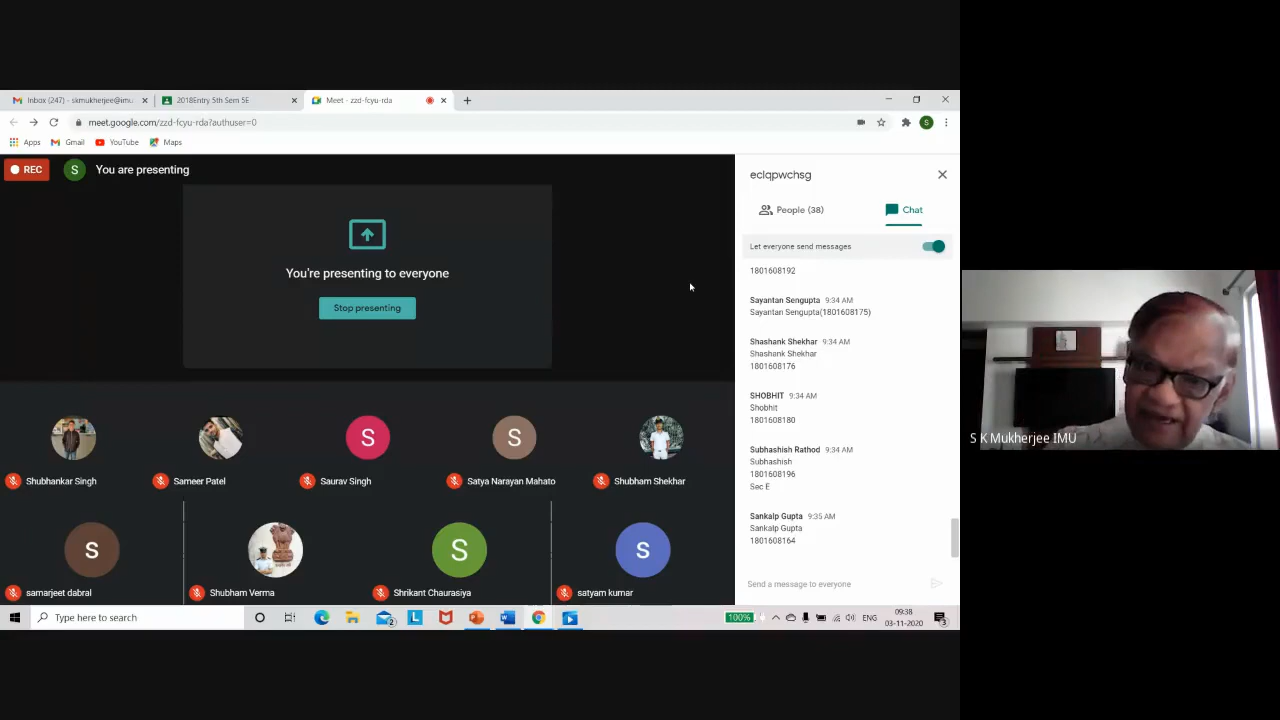 Inbox (247) - skmukherjee@imu.
2018Entry 5th Sem 5E
Meet - zzd-fcyu-rda
meet.google.com/zzd-fcyu-rda?authuser=0
Apps
Gmail
YouTube
Maps
REC
S
You are presenting
You're presenting to everyone
Stop presenting
S
S
Shubhankar Singh
Sameer Patel
Saurav Singh
Satya Narayan Mahato
Shubham Shekhar
s
S
s
samarjeet dabral
Shubham Verma
Shrikant Chaurasiya
satyam kumar
eclqpwchsg
People (38)
Chat
Let everyone send messages
1801608192
Sayantan Sengupta 9:34 AM
Sayantan Sengupta(1801608175)
Shashank Shekhar 9:34 AM
Shashank Shekhar
1801608176
SHOBHIT 9:34 AM
Shobhit
1801608180
Subhashish Rathod 9:34 AM
Subhashish
1801608196
Sec E
Sankalp Gupta 9:35 AM
Sankalp Gupta
1801608164
Send a message to everyone
S K Mukherjee IMU
Type here to search
100%
ENG
09:38
03-11-2020